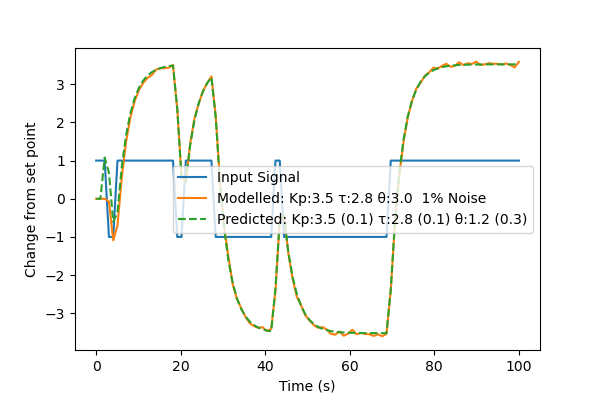 3
2
1
0
−1
−2
−3
Change from set point
Input Signal
Modelled: Kp:3.5 τ:2.8 θ:3.0  1% Noise
Predicted: Kp:3.5 (0.1) τ:2.8 (0.1) θ:1.2 (0.3)
0 20 40 60 80 100
Time (s)